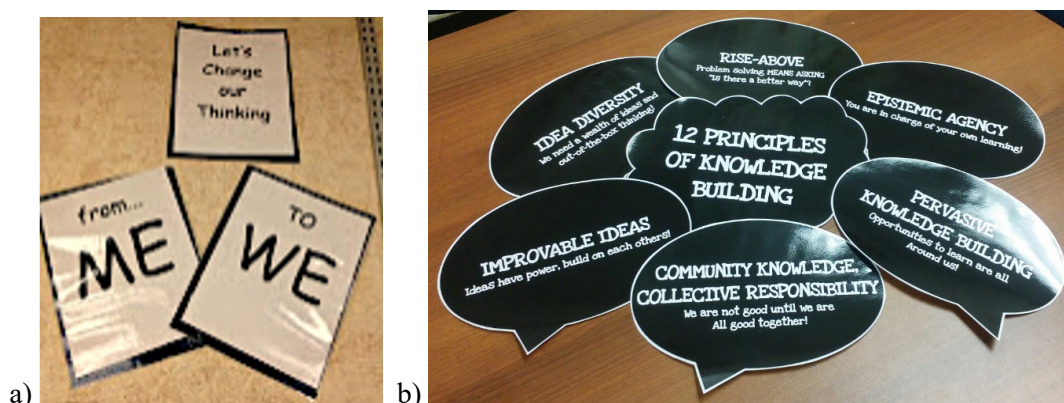 Let's
Change
our
Thinking
from...
ME
TO
WE
a)
b)
RISE-ABOVE
Problem Solving MEANS ASKING
"Is there a better way"?
IDEA DIVERSITY
We need a wealth of ideas and
out-of-the-box thinking!
EPISTEMIC AGENCY
You are in charge of your own learning!
12 PRINCIPLES
OF KNOWLEDGE
BUILDING
PERVASIVE
KNOWLEDGE BUILDING
Opportunities to learn are all
Around us!
IMPROVABLE IDEAS
Ideas have power, build on each others!
COMMUNITY KNOWLEDGE,
COLLECTIVE RESPONSIBILITY
We are not good until we are
All good together!